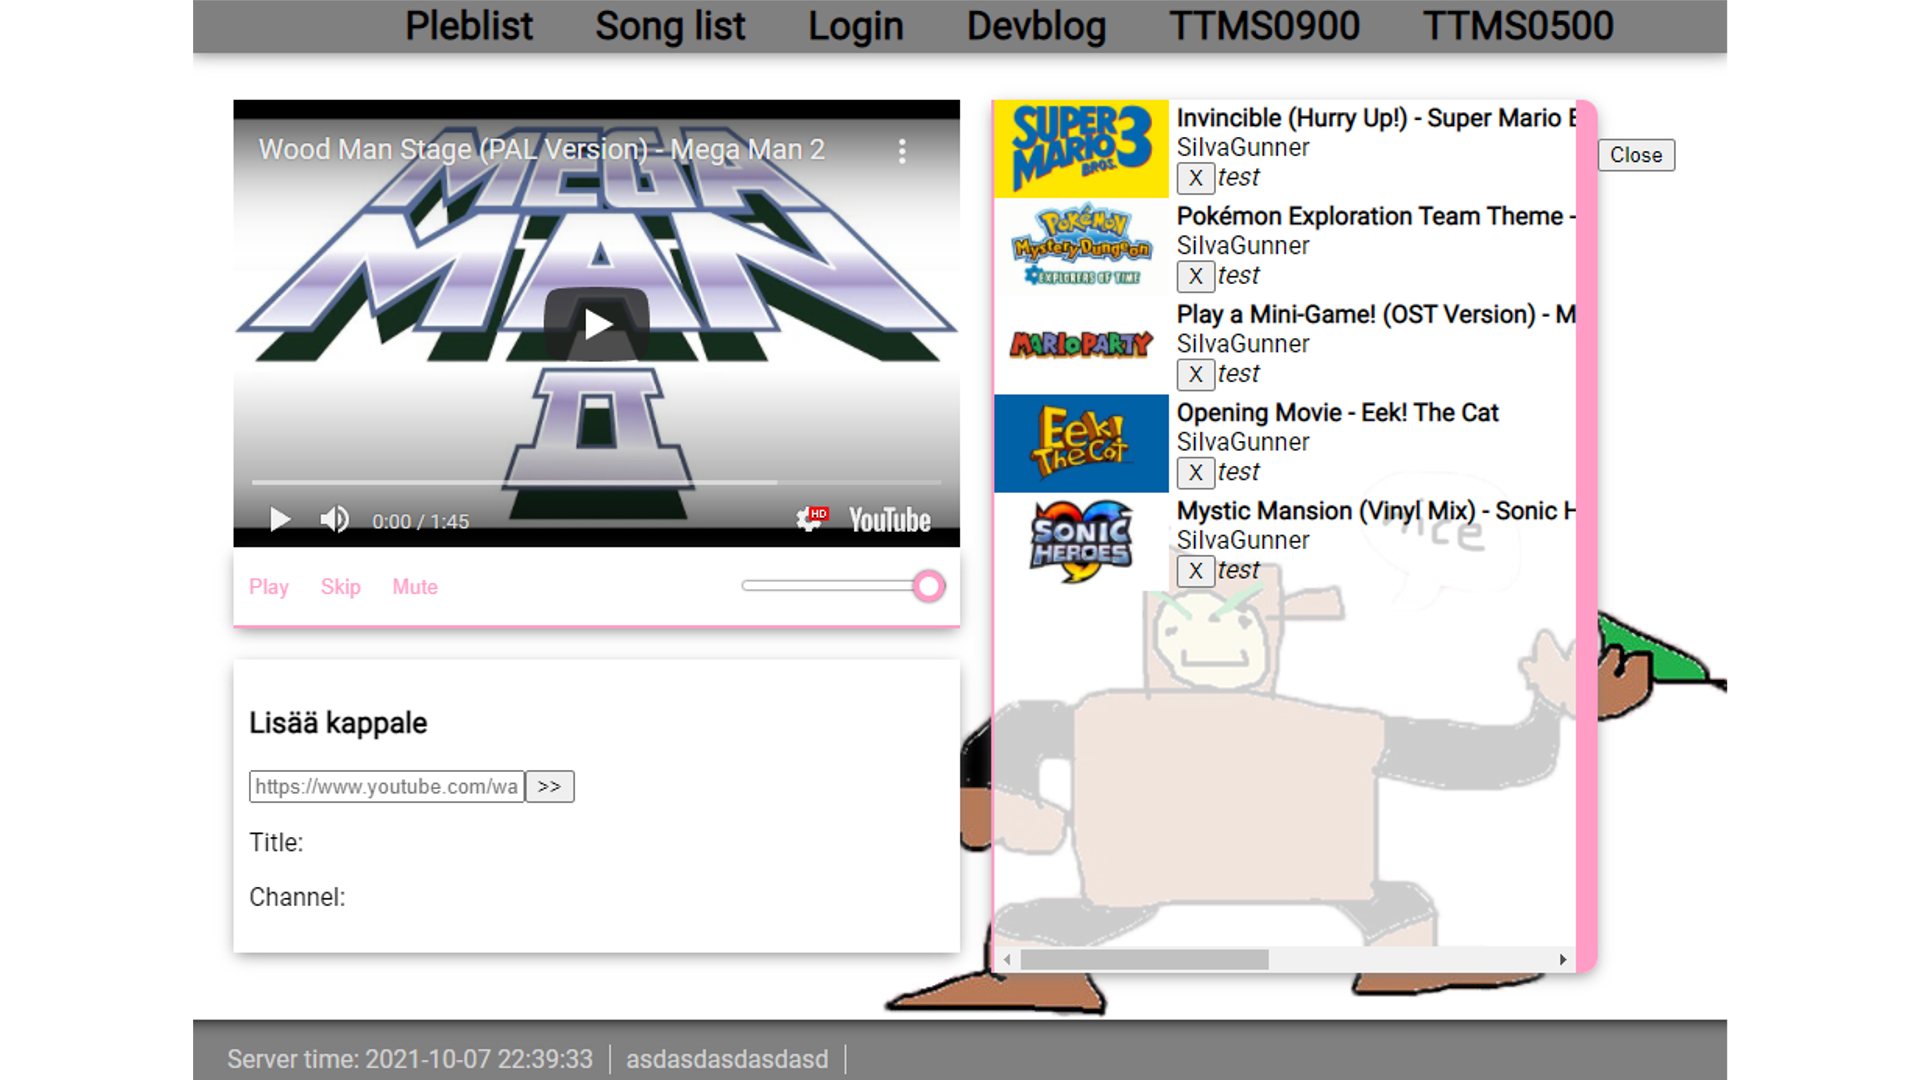 Pleblist Song list Login Devblog TTMS0900 TTMS0500
Wood Man Stage (PAL Version) - Mega Man 2
MEGA
MAN
II
0:00 / 1:45
HD
YouTube
Play Skip Mute
Lisää kappale
https://www.youtube.com/wa >>
Title:
Channel:
SUPER
MARIO 3
BROS.
Invincible (Hurry Up!) - Super Mario B
SilvaGunner
X test
Pokémon
Mystery Dungeon
EXPLORERS OF TIME
Pokémon Exploration Team Theme -
SilvaGunner
X test
MARIO PARTY
Play a Mini-Game! (OST Version) - M
SilvaGunner
X test
Eek!
The Cat
Opening Movie - Eek! The Cat
SilvaGunner
X test
SONIC
HEROES
Mystic Mansion (Vinyl Mix) - Sonic H
SilvaGunner
X test
nice
Close
Server time: 2021-10-07 22:39:33 asdasdasdasdasd